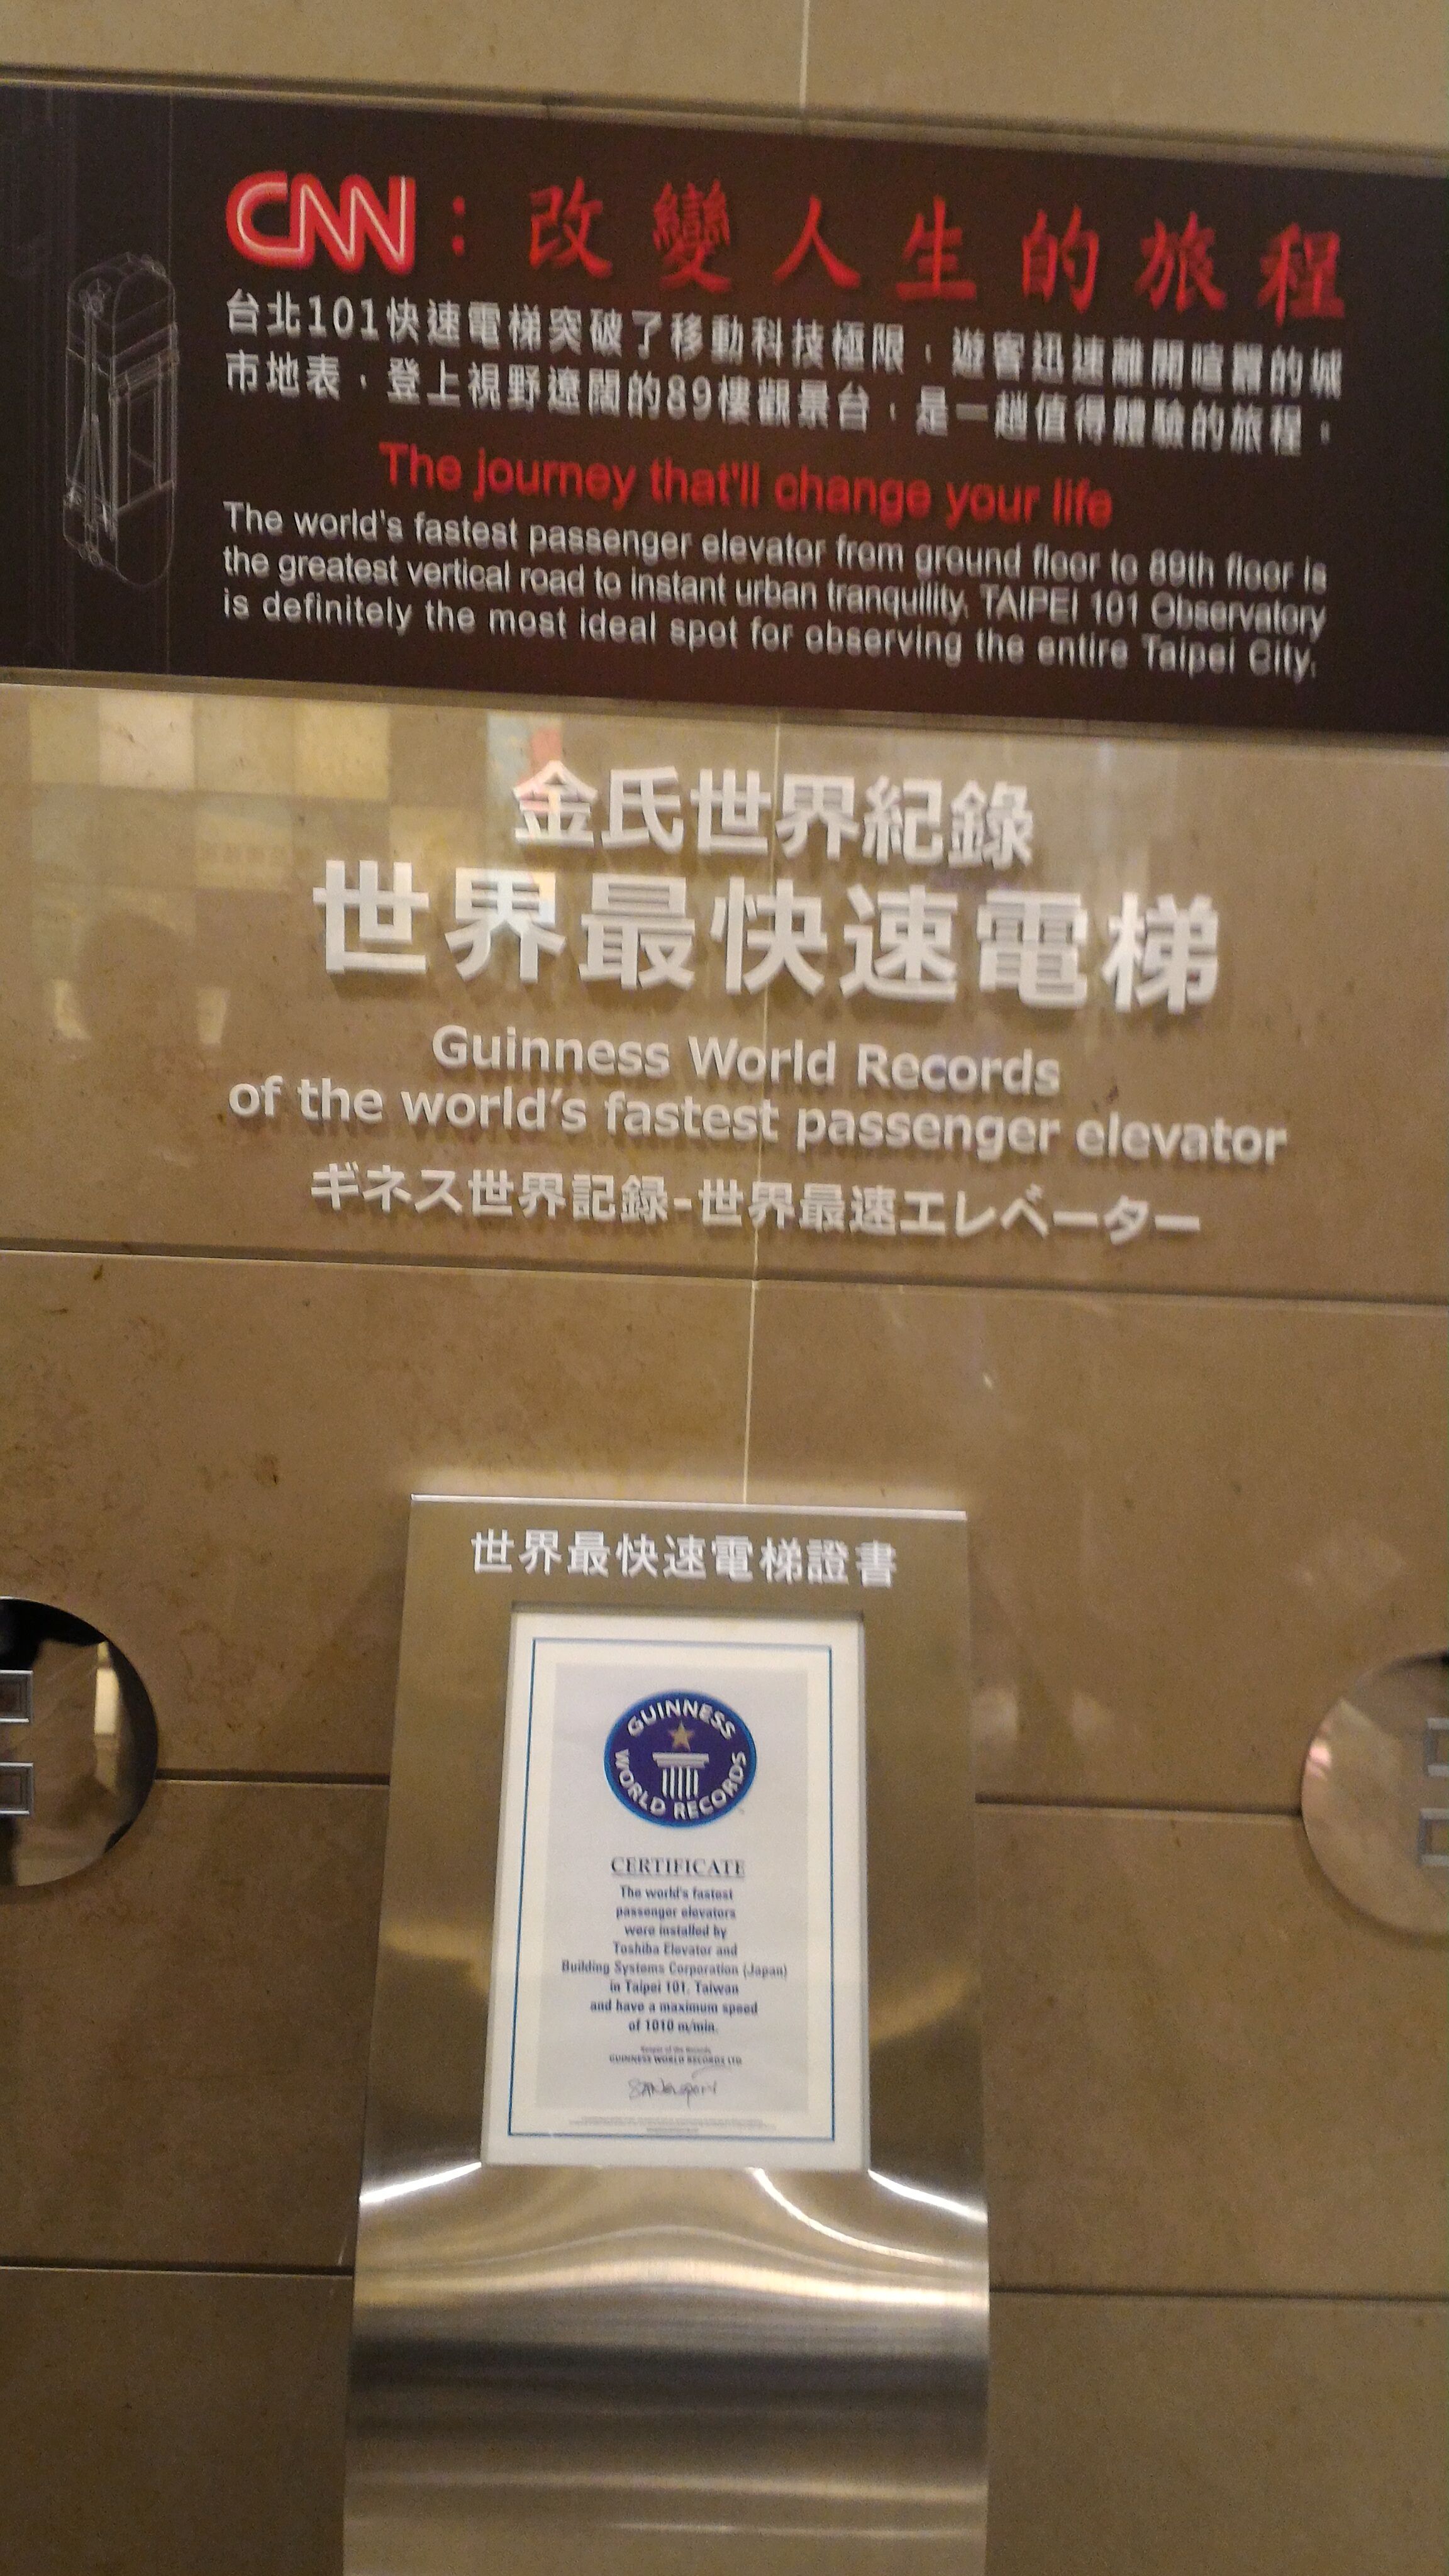 CNN：改變人生的旅程
台北101快速電梯突破了移動科技極限，遊客迅速離開喧囂的城
市地表，登上視野遼闊的89樓觀景台，是一趟值得體驗的旅程。
The journey that'll change your life
The world's fastest passenger elevator from ground floor to 89th floor is
the greatest vertical road to instant urban tranquility. TAIPEI 101 Observatory
is definitely the most ideal spot for observing the entire Taipei City.
金氏世界紀錄
世界最快速電梯
Guinness World Records
of the world's fastest passenger elevator
ギネス世界記録-世界最速エレベーター
世界最快速電梯證書
GUINNESS
WORLD RECORDS
CERTIFICATE
The world's fastest
passenger elevators
were installed by
Toshiba Elevator and
Building Systems Corporation (Japan)
in Taipei 101, Taiwan
and have a maximum speed
of 1010 m/min.
Keeper of the Records
GUINNESS WORLD RECORDS LTD